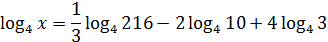 log₄ x = 1/3 log₄ 216 − 2 log₄ 10 + 4 log₄ 3